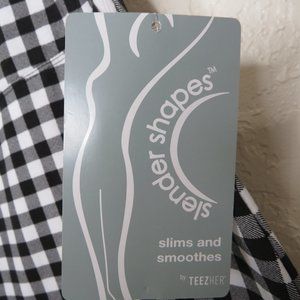 slender shapes™
slims and
smoothes
by TEEZHER®